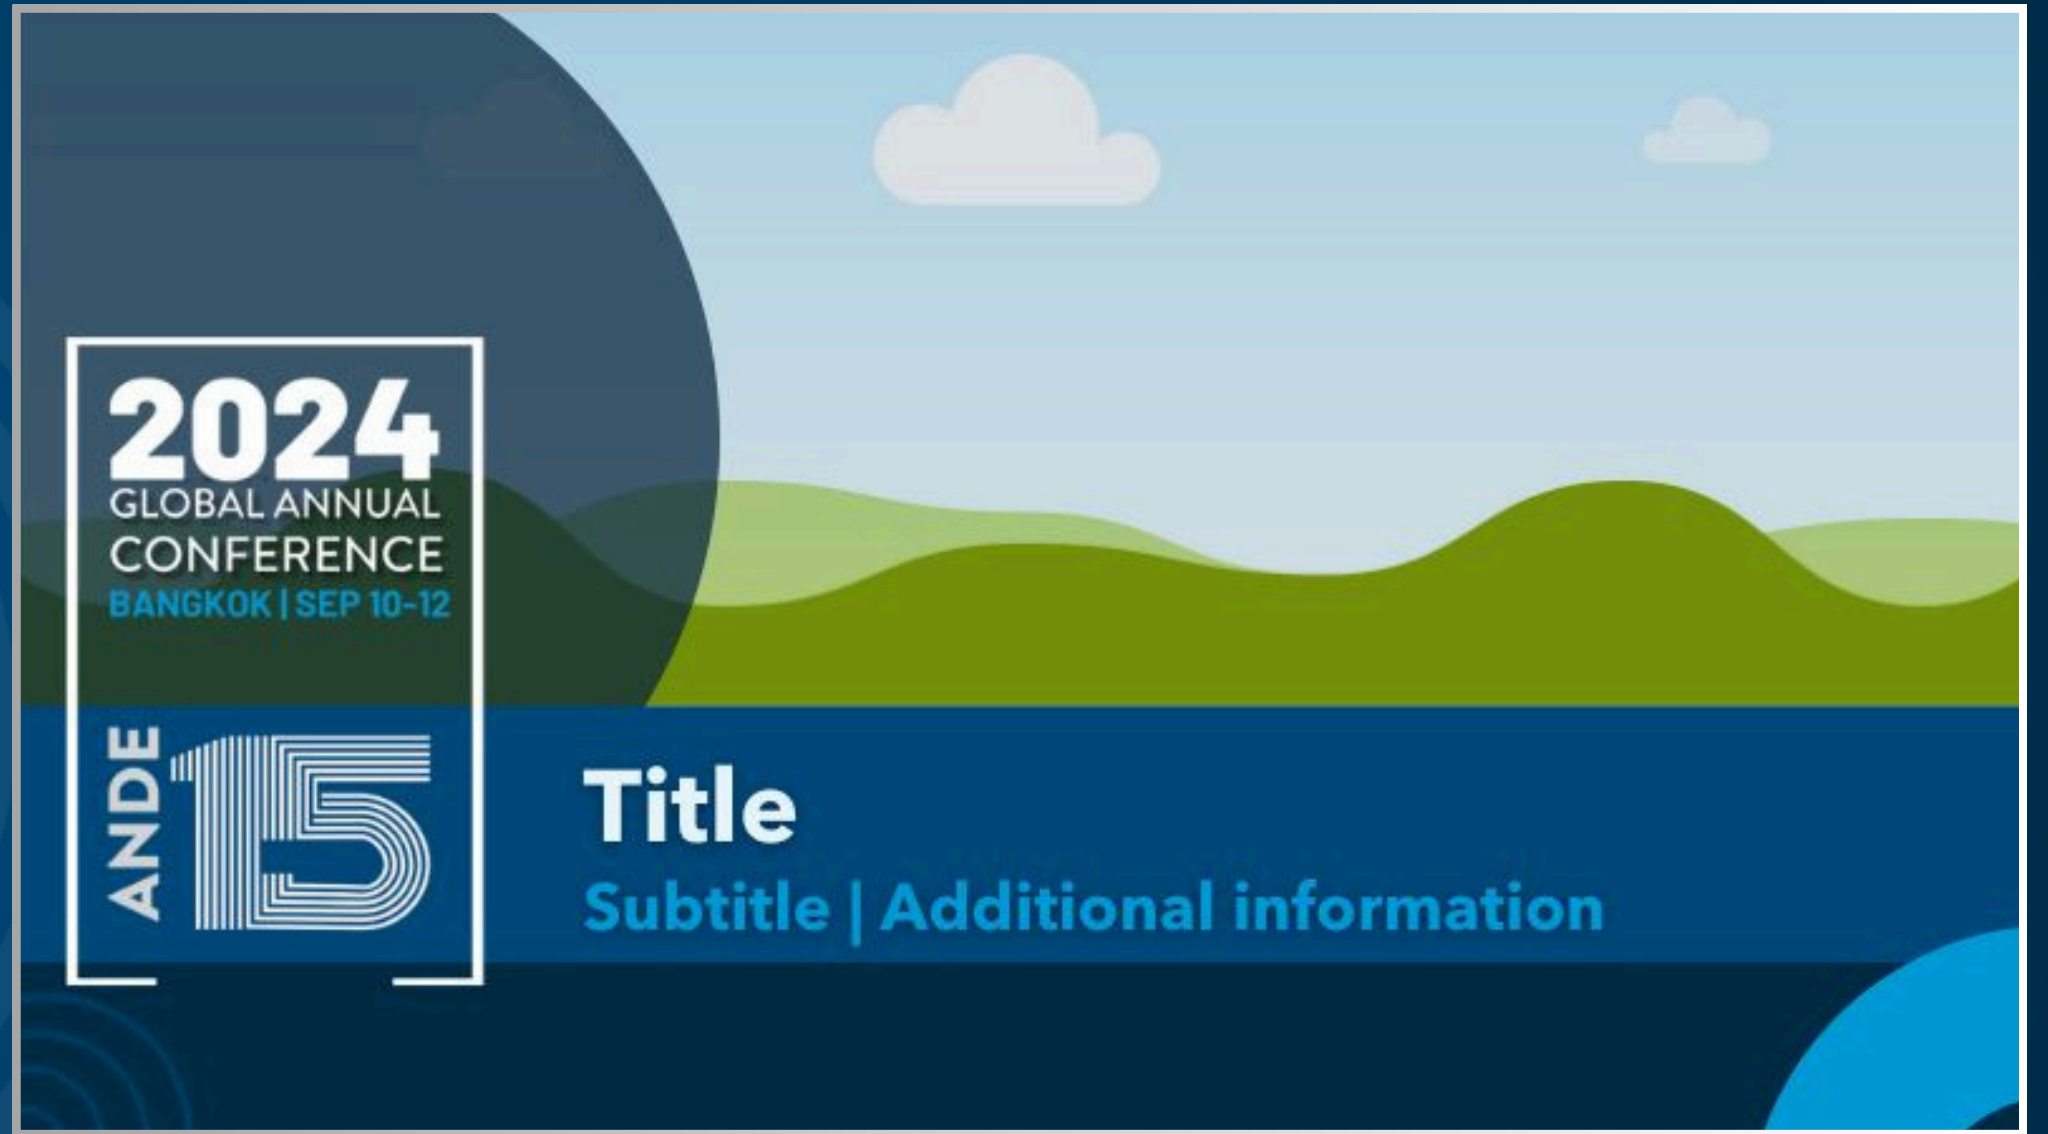 2024
GLOBAL ANNUAL
CONFERENCE
BANGKOK | SEP 10-12
ANDE
15
Title
Subtitle | Additional information